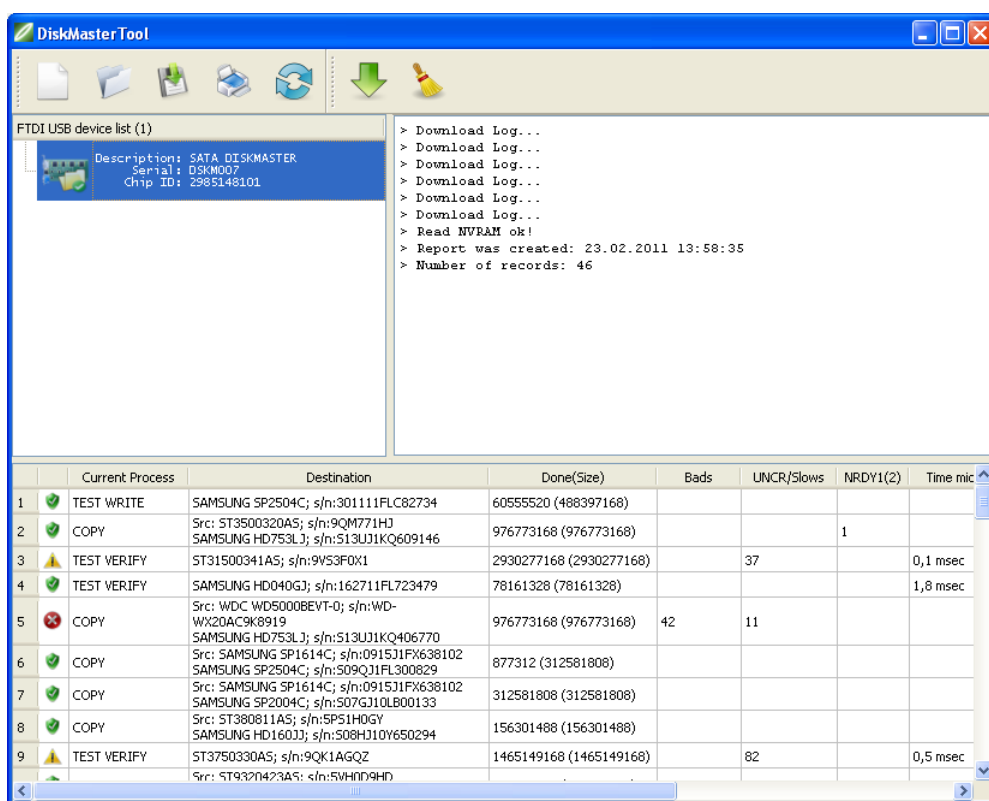 DiskMasterTool
FTDI USB device list (1)
Description: SATA DISKMASTER
Serial: DSKM007
Chip ID: 2985148101
> Download Log...
> Download Log...
> Download Log...
> Download Log...
> Download Log...
> Download Log...
> Read NVRAM ok!
> Report was created: 23.02.2011 13:58:35
> Number of records: 46
Current Process Destination Done(Size) Bads UNCR/Slows NRDY1(2) Time mic
1 TEST WRITE SAMSUNG SP2504C; s/n:301111FLC82734 60555520 (488397168)
2 COPY Src: ST3500320AS; s/n:9QM771HJ
SAMSUNG HD753LJ; s/n:S13UJ1KQ609146 976773168 (976773168) 1
3 TEST VERIFY ST31500341AS; s/n:9VS3F0X1 2930277168 (2930277168) 37 0,1 msec
4 TEST VERIFY SAMSUNG HD040GJ; s/n:162711FL723479 78161328 (78161328) 1,8 msec
5 COPY Src: WDC WD5000BEVT-0; s/n:WD-
WX20AC9K8919
SAMSUNG HD753LJ; s/n:S13UJ1KQ406770 976773168 (976773168) 42 11
6 COPY Src: SAMSUNG SP1614C; s/n:0915J1FX638102
SAMSUNG SP2504C; s/n:S09QJ1FL300829 877312 (312581808)
7 COPY Src: SAMSUNG SP1614C; s/n:0915J1FX638102
SAMSUNG SP2004C; s/n:S07GJ10LB00133 312581808 (312581808)
8 COPY Src: ST380811AS; s/n:5PS1H0GY
SAMSUNG HD160JJ; s/n:S08HJ10Y650294 156301488 (156301488)
9 TEST VERIFY ST3750330AS; s/n:9QK1AGQZ 1465149168 (1465149168) 82 0,5 msec
Src: ST9320423AS; s/n:5VH0D9HD